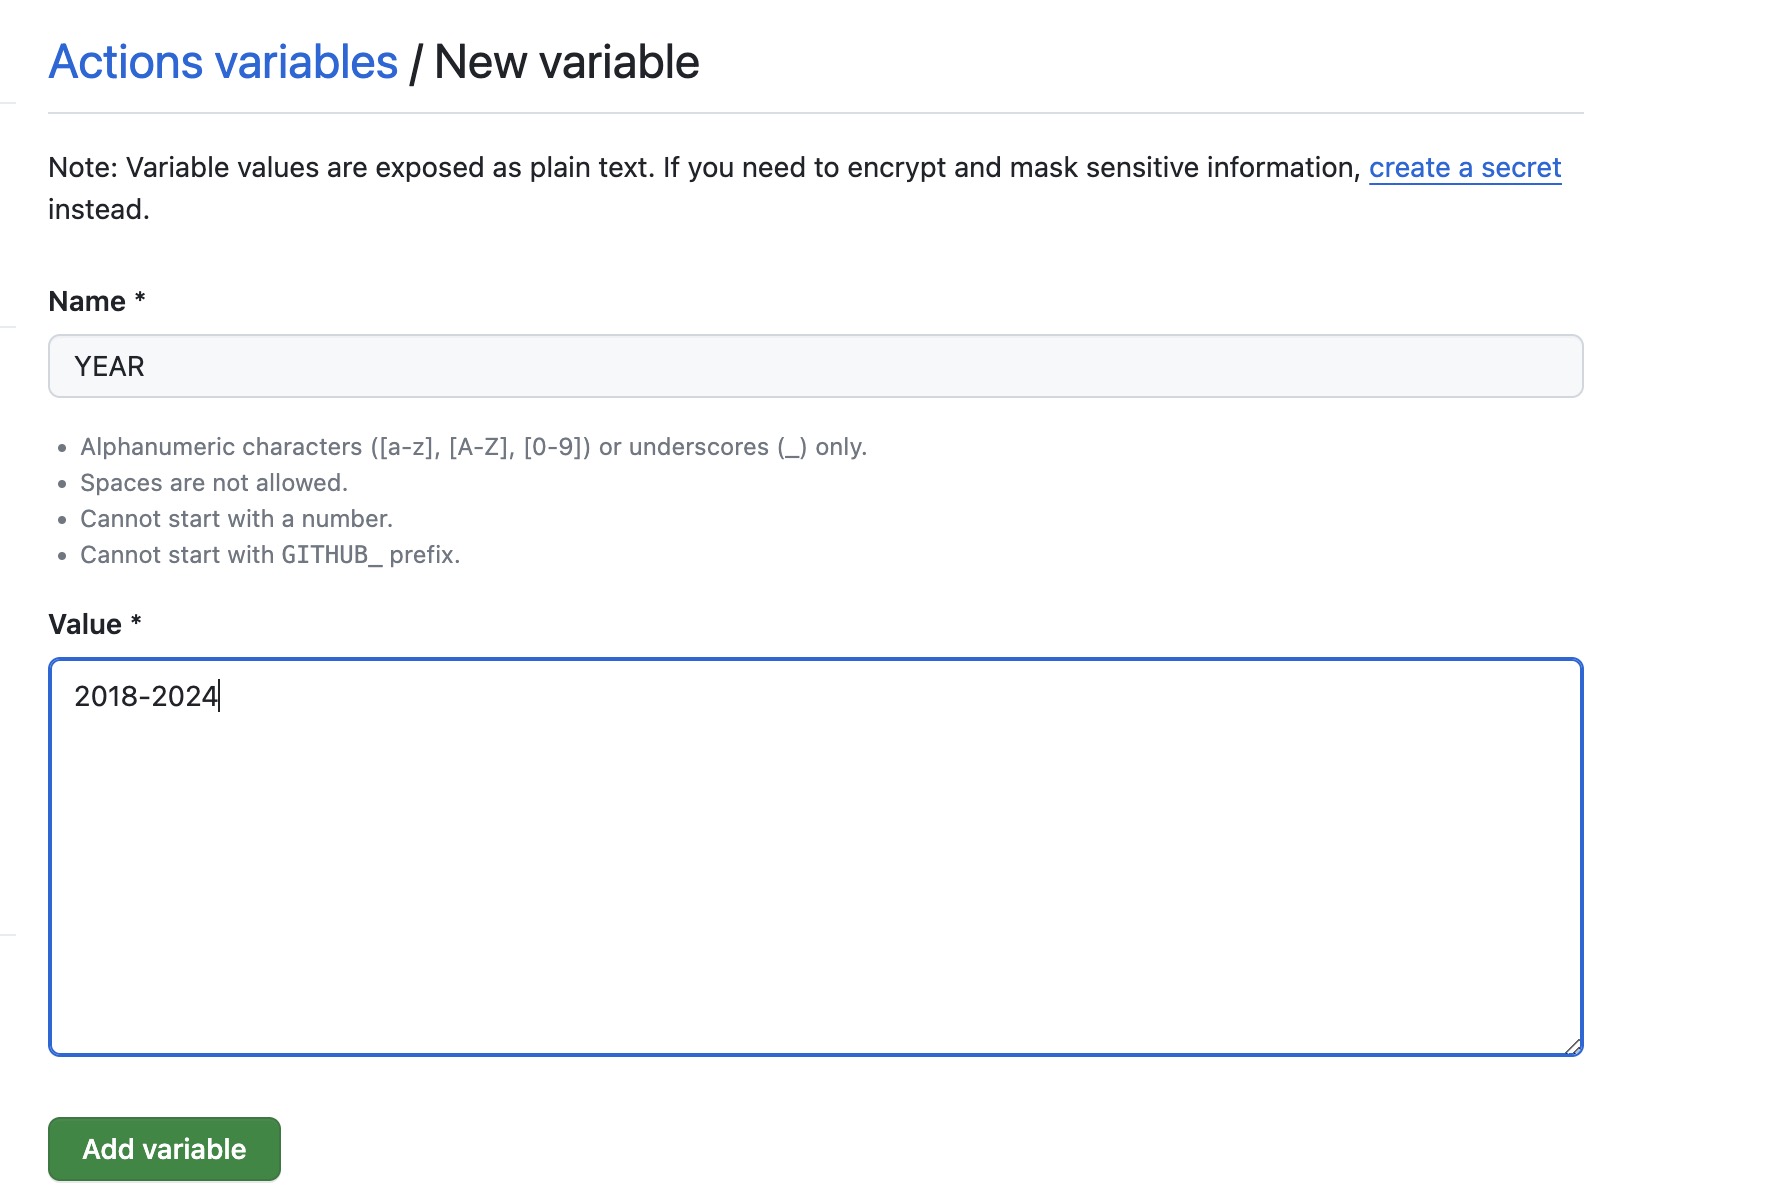 Actions variables / New variable
Note: Variable values are exposed as plain text. If you need to encrypt and mask sensitive information, create a secret
instead.
Name *
YEAR
• Alphanumeric characters ([a-z], [A-Z], [0-9]) or underscores (_) only.
• Spaces are not allowed.
• Cannot start with a number.
• Cannot start with GITHUB_ prefix.
Value *
2018-2024
Add variable